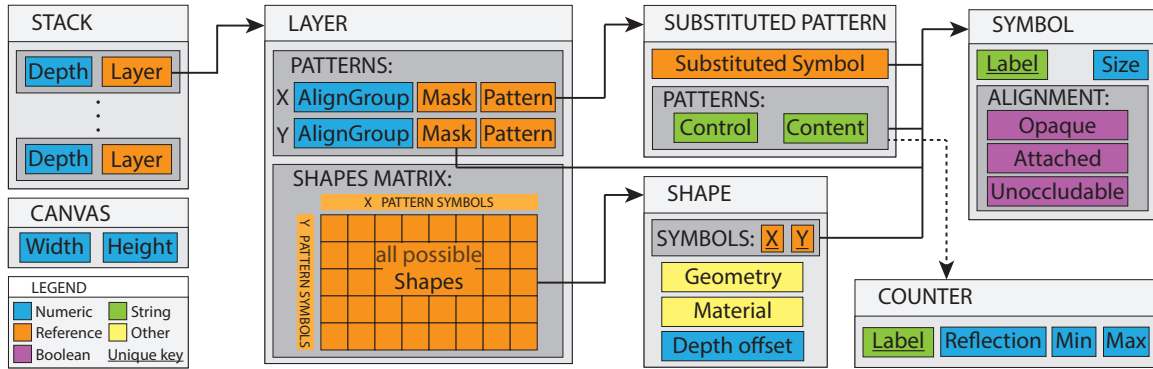 STACK
Depth Layer
Depth Layer
CANVAS
Width Height
LEGEND
Numeric String
Reference Other
Boolean Unique key
LAYER
PATTERNS:
X AlignGroup Mask Pattern
Y AlignGroup Mask Pattern
SHAPES MATRIX:
X PATTERN SYMBOLS
Y PATTERN SYMBOLS
all possible
Shapes
SUBSTITUTED PATTERN
Substituted Symbol
PATTERNS:
Control Content
SHAPE
SYMBOLS: X Y
Geometry
Material
Depth offset
SYMBOL
Label Size
ALIGNMENT:
Opaque
Attached
Unoccludable
COUNTER
Label Reflection Min Max